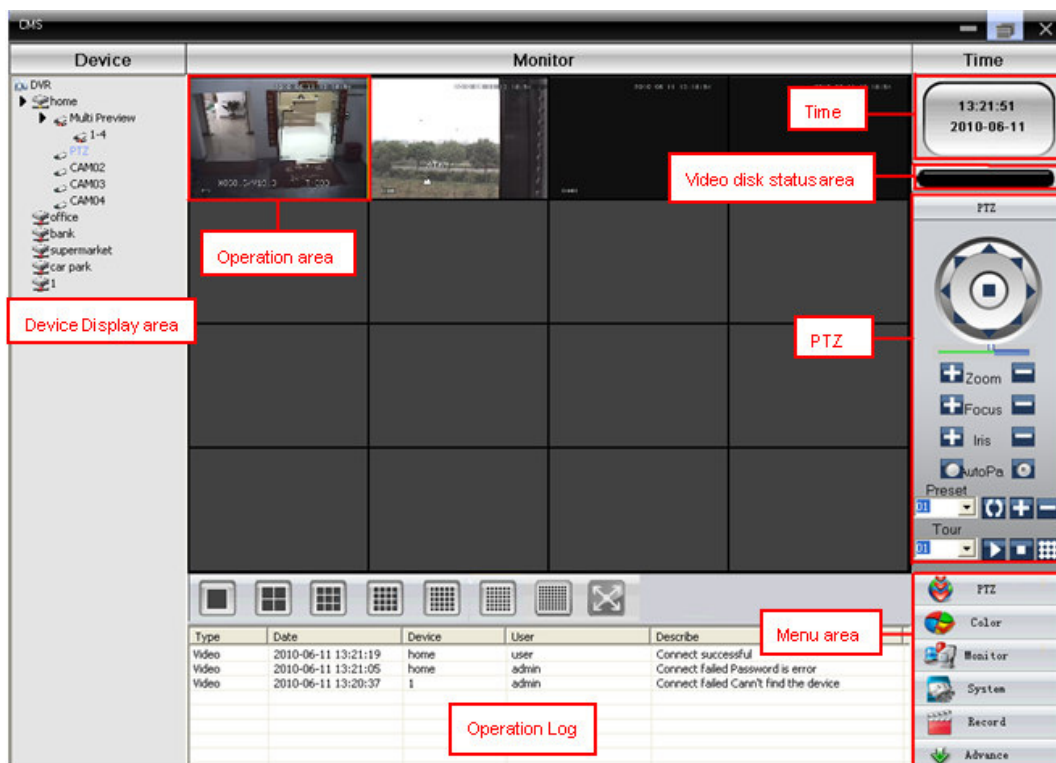 CMS
Device
Monitor
Time
DVR
home
Multi Preview
1-4
PTZ
CAM02
CAM03
CAM04
office
bank
supermarket
car park
1
Device Display area
Operation area
Time
13:21:51
2010-06-11
Video disk status area
PTZ
PTZ
Zoom
Focus
Iris
AutoPa
Preset
01
Tour
01
Type Date Device User Describe
Video 2010-06-11 13:21:19 home user Connect successful
Video 2010-06-11 13:21:05 home admin Connect failed Password is error
Video 2010-06-11 13:20:37 1 admin Connect failed Cann't find the device
Operation Log
Menu area
PTZ
Color
Monitor
System
Record
Advance